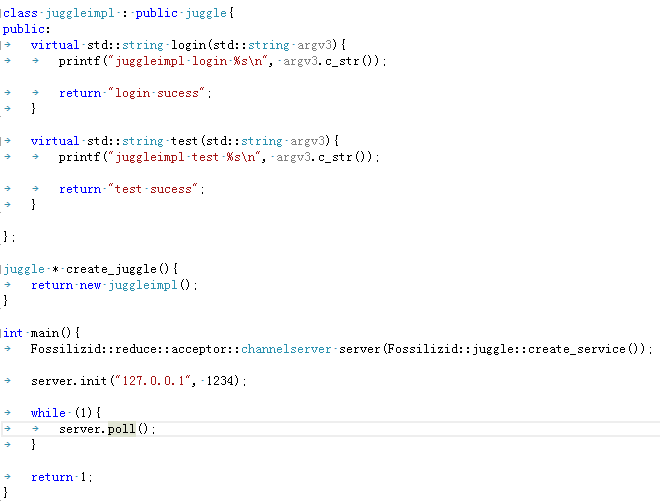 class juggleimpl : public juggle{
public:
    virtual std::string login(std::string argv3){
        printf("juggleimpl login %s\n", argv3.c_str());

        return "login sucess";
    }

    virtual std::string test(std::string argv3){
        printf("juggleimpl test %s\n", argv3.c_str());

        return "test sucess";
    }

};

juggle * create_juggle(){
    return new juggleimpl();
}

int main(){
    Fossilizid::reduce::acceptor::channelserver server(Fossilizid::juggle::create_service());

    server.init("127.0.0.1", 1234);

    while (1){
        server.poll();
    }

    return 1;
}